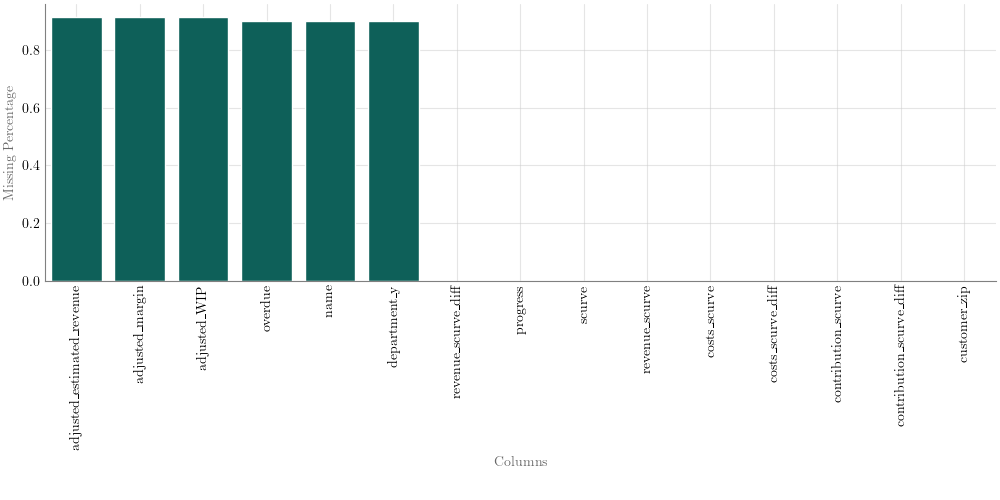 Missing Percentage
0.8
0.6
0.4
0.2
0.0
adjusted_estimated_revenue
adjusted_margin
adjusted_WIP
overdue
name
department_y
revenue_scurve_diff
progress
scurve
revenue_scurve
costs_scurve
costs_scurve_diff
contribution_scurve
contribution_scurve_diff
customer_zip
Columns